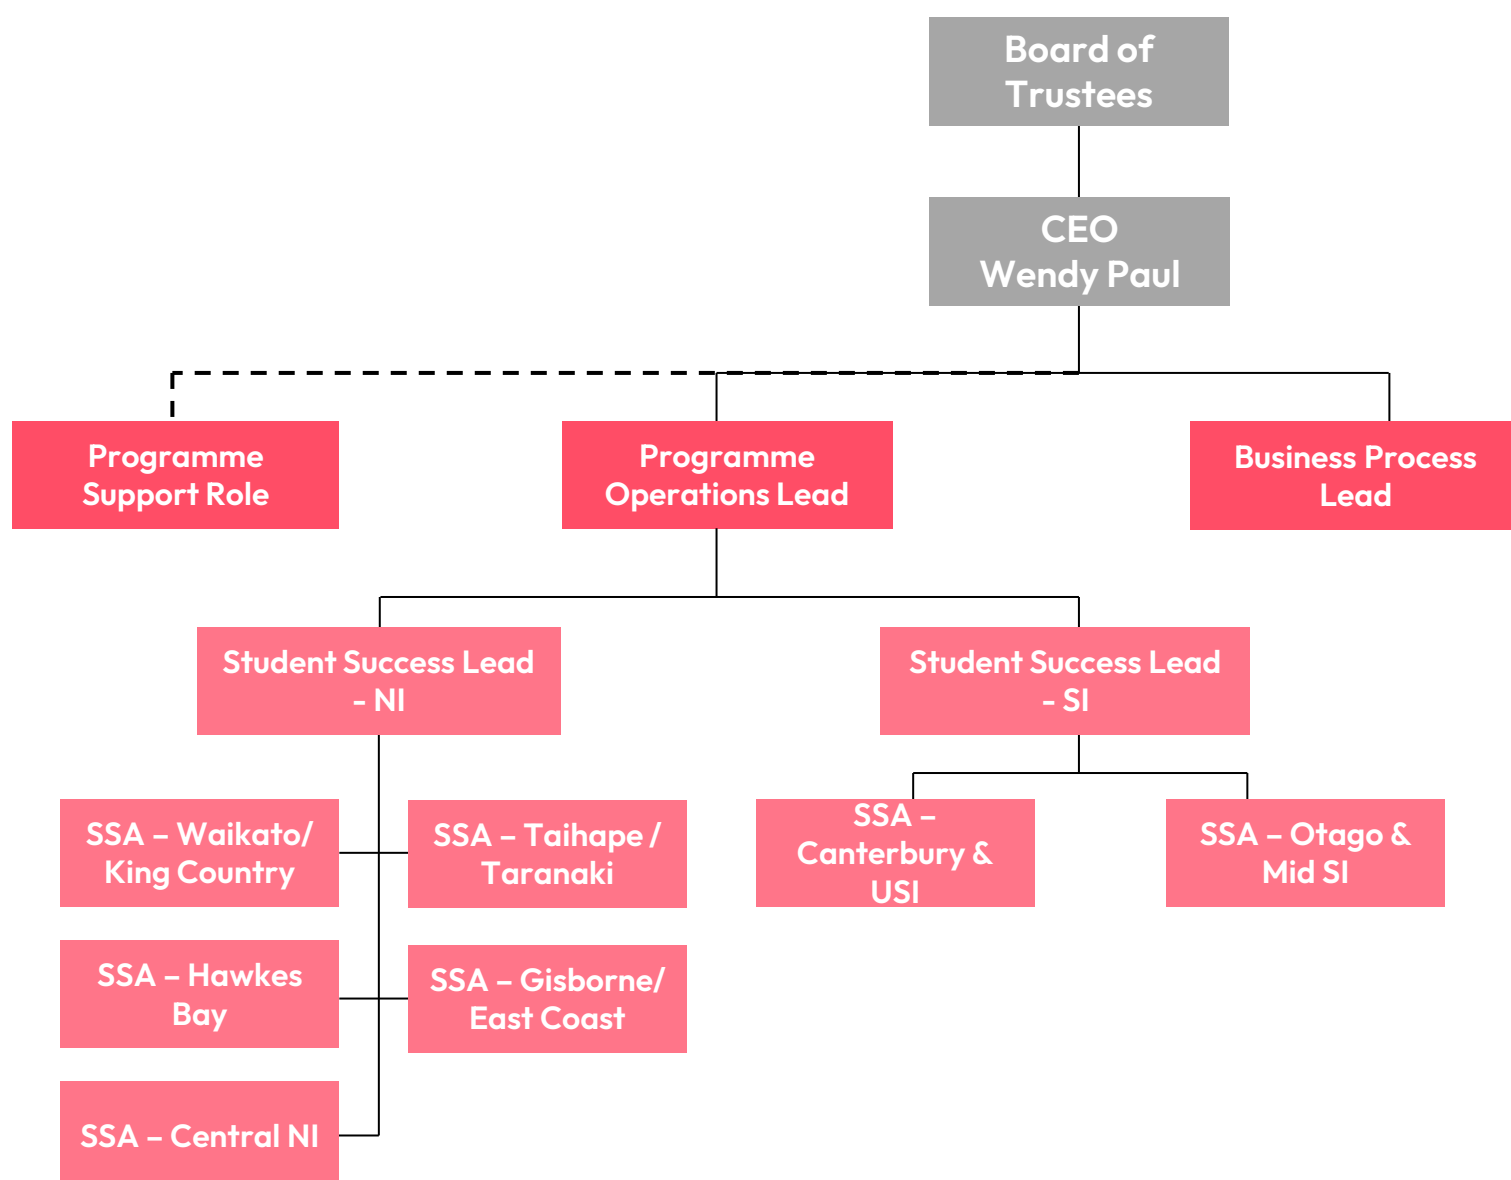 Board of
Trustees
CEO
Wendy Paul
Programme
Support Role
Programme
Operations Lead
Business Process
Lead
Student Success Lead
- NI
Student Success Lead
- SI
SSA – Waikato/
King Country
SSA – Taihape /
Taranaki
SSA –
Canterbury &
USI
SSA – Otago &
Mid SI
SSA – Hawkes
Bay
SSA – Gisborne/
East Coast
SSA – Central NI